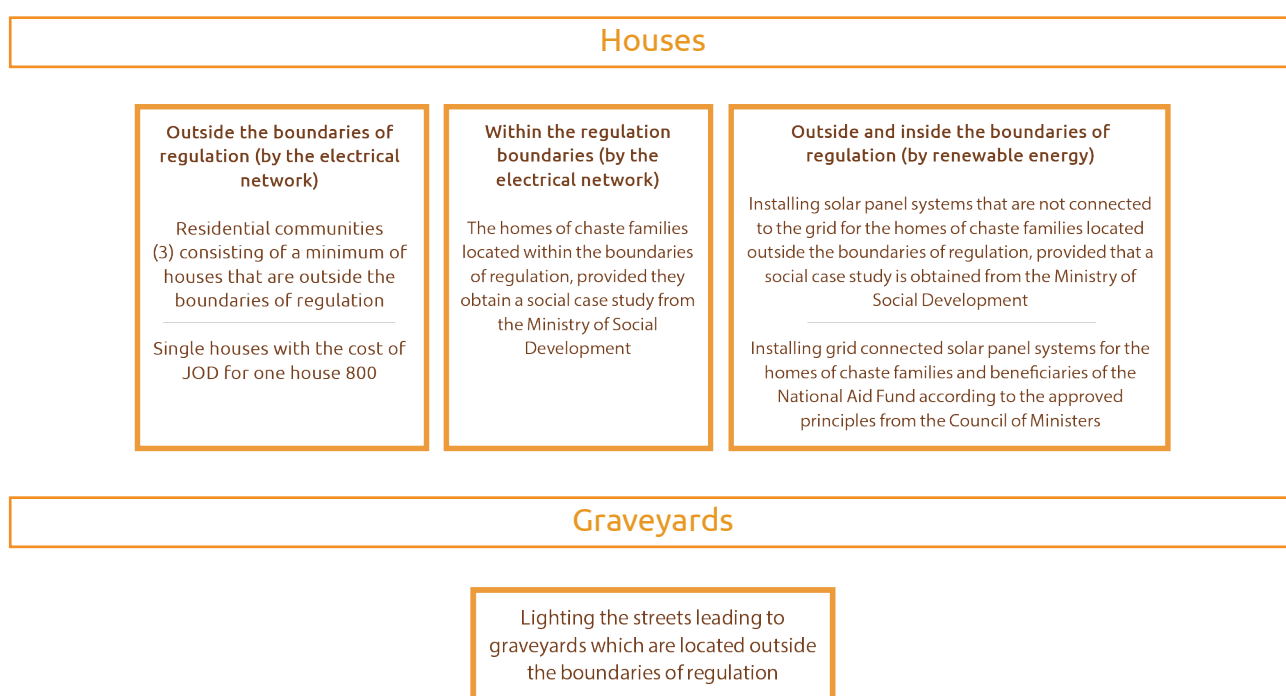 Houses
Outside the boundaries of
regulation (by the electrical
network)
Residential communities
(3) consisting of a minimum of
houses that are outside the
boundaries of regulation
Single houses with the cost of
JOD for one house 800
Within the regulation
boundaries (by the
electrical network)
The homes of chaste families
located within the boundaries
of regulation, provided they
obtain a social case study from
the Ministry of Social
Development
Outside and inside the boundaries of
regulation (by renewable energy)
Installing solar panel systems that are not connected
to the grid for the homes of chaste families located
outside the boundaries of regulation, provided that a
social case study is obtained from the Ministry of
Social Development
Installing grid connected solar panel systems for the
homes of chaste families and beneficiaries of the
National Aid Fund according to the approved
principles from the Council of Ministers
Graveyards
Lighting the streets leading to
graveyards which are located outside
the boundaries of regulation